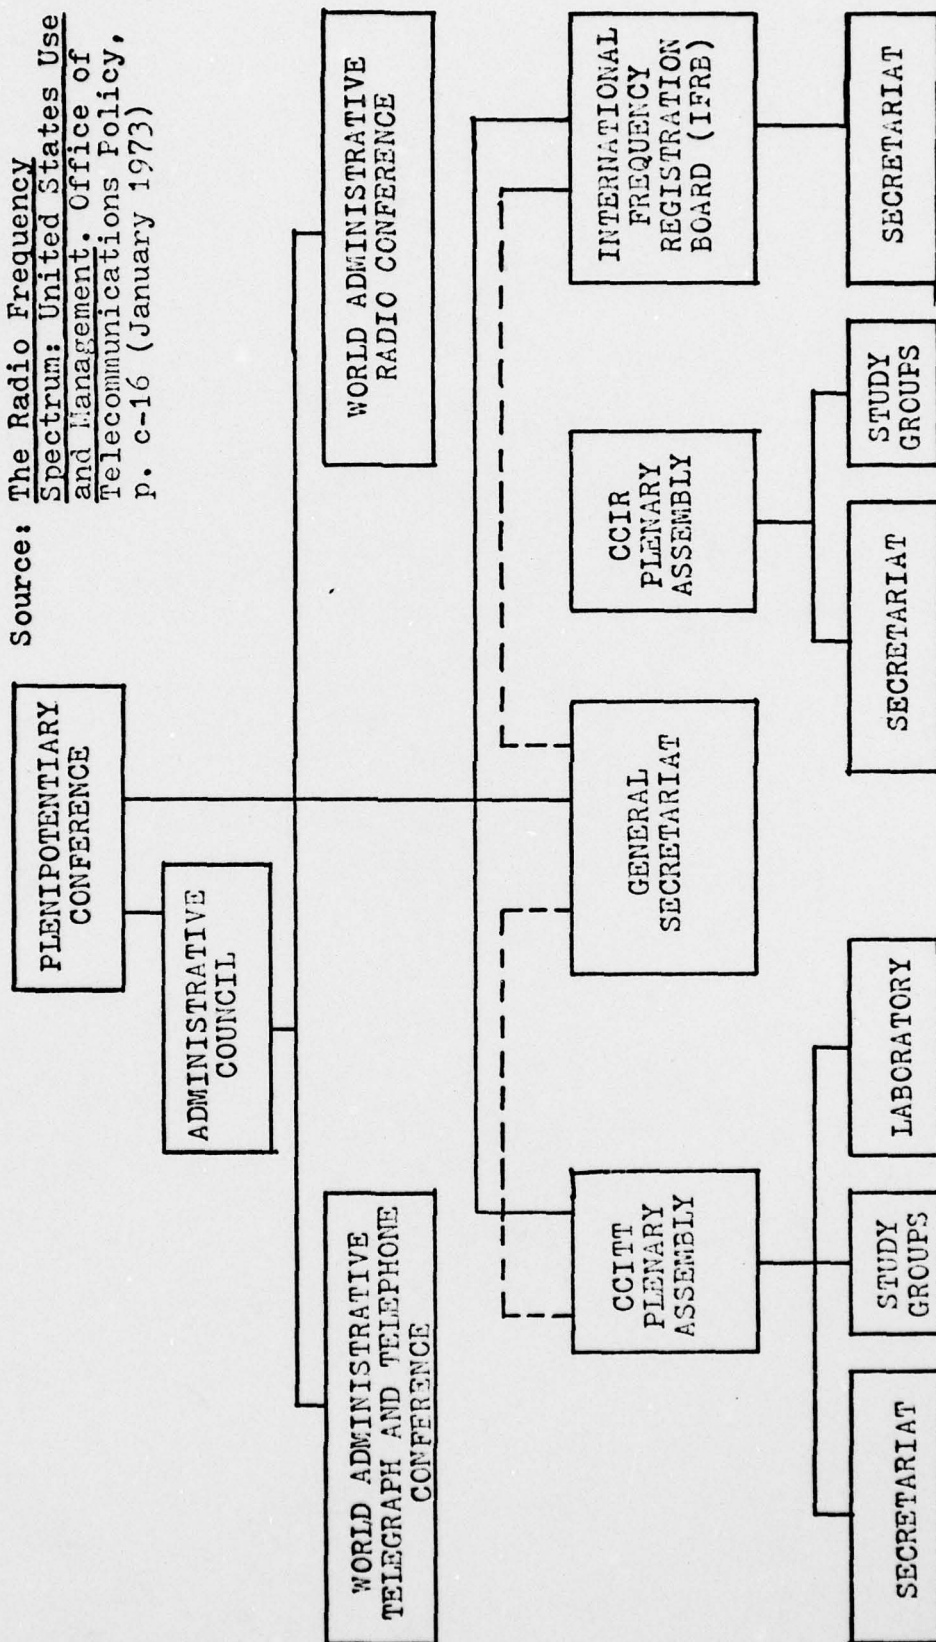 Source: The Radio Frequency
Spectrum: United States Use
and Management. Office of
Telecommunications Policy,
p. c-16 (January 1973)
PLENIPOTENTIARY
CONFERENCE
ADMINISTRATIVE
COUNCIL
WORLD ADMINISTRATIVE
TELEGRAPH AND TELEPHONE
CONFERENCE
WORLD ADMINISTRATIVE
RADIO CONFERENCE
CCITT
PLENARY
ASSEMBLY
GENERAL
SECRETARIAT
CCIR
PLENARY
ASSEMBLY
INTERNATIONAL
FREQUENCY
REGISTRATION
BOARD (IFRB)
SECRETARIAT
STUDY
GROUPS
LABORATORY
SECRETARIAT
STUDY
GROUPS
SECRETARIAT